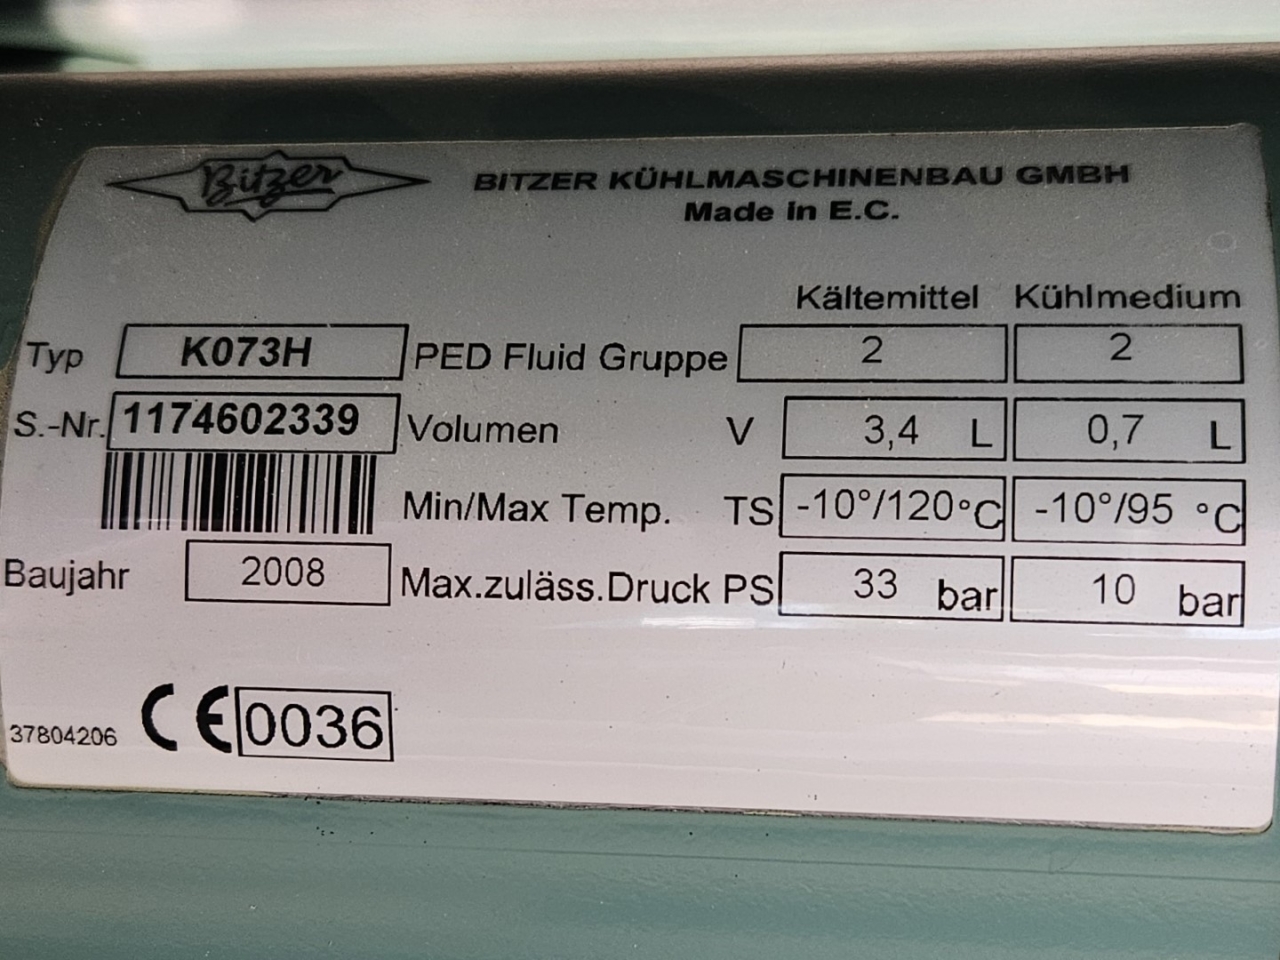 Bitzer
BITZER KÜHLMASCHINENBAU GMBH
Made in E.C.
Kältemittel Kühlmedium
Typ K073H PED Fluid Gruppe 2 2
S.-Nr. 1174602339 Volumen V 3,4 L 0,7 L
Min/Max Temp. TS -10°/120°C -10°/95 °C
Baujahr 2008 Max.zuläss.Druck PS 33 bar 10 bar
37804206 CE 0036